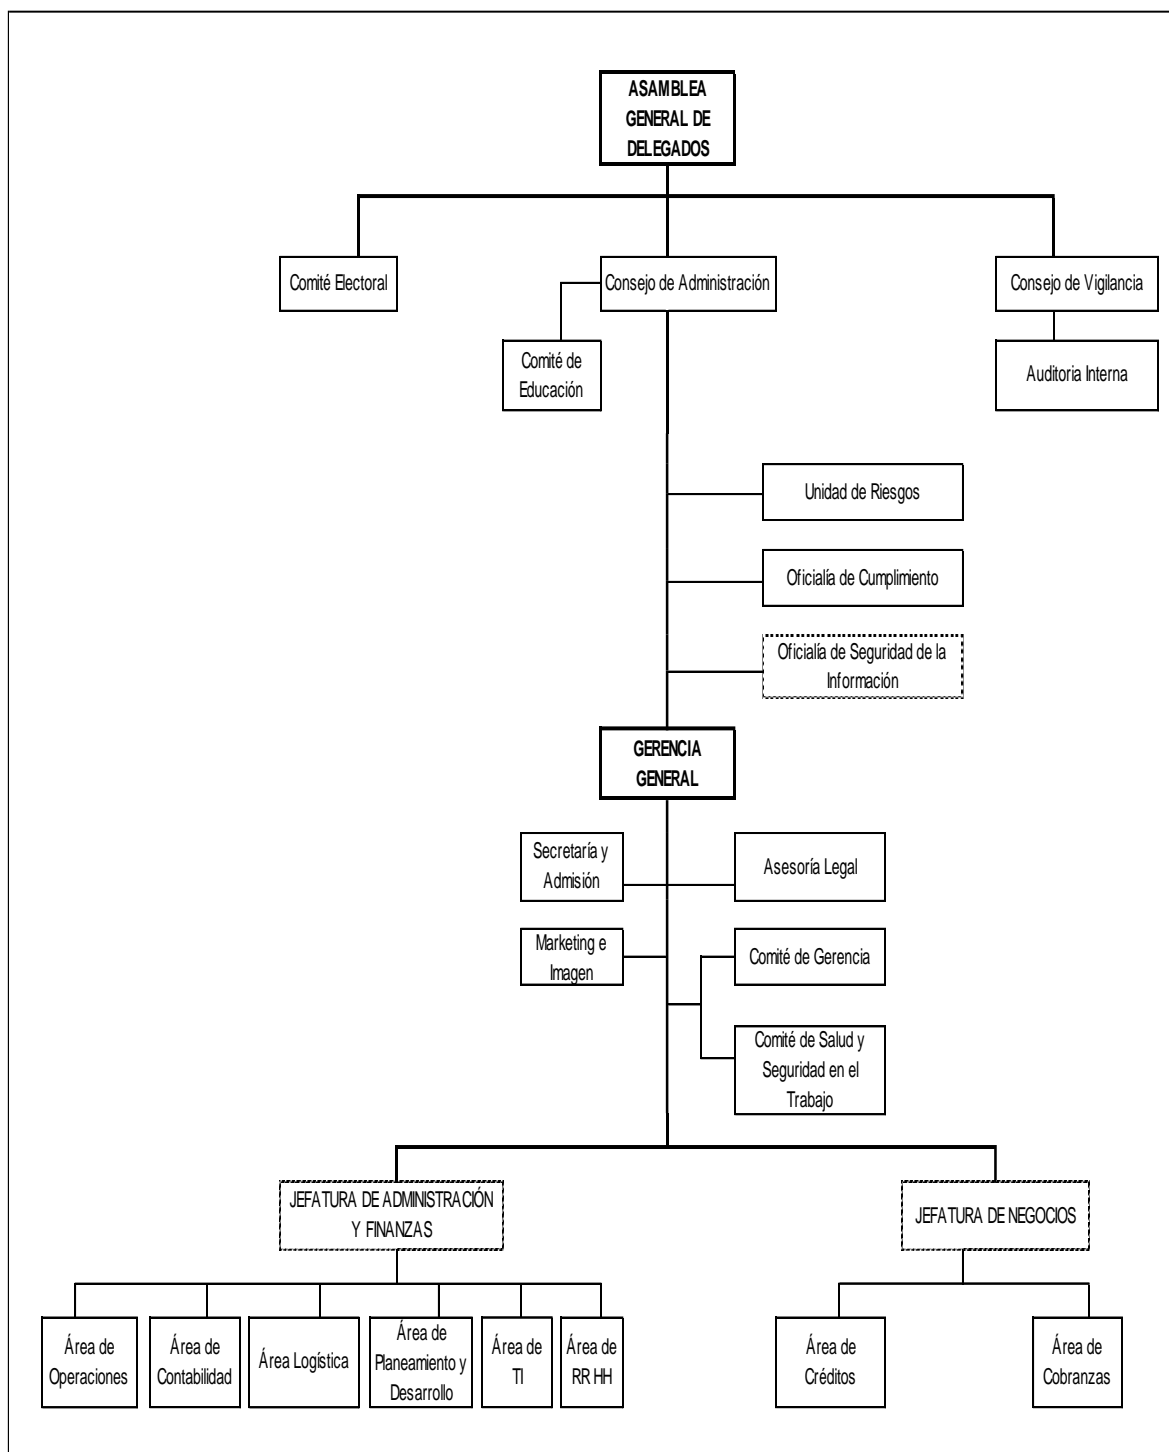 ASAMBLEA
GENERAL DE
DELEGADOS
Comité Electoral
Consejo de Administración
Consejo de Vigilancia
Comité de
Educación
Auditoria Interna
Unidad de Riesgos
Oficialía de Cumplimiento
Oficialía de Seguridad de la
Información
GERENCIA
GENERAL
Secretaría y
Admisión
Asesoría Legal
Marketing e
Imagen
Comité de Gerencia
Comité de Salud y
Seguridad en el
Trabajo
JEFATURA DE ADMINISTRACIÓN
Y FINANZAS
JEFATURA DE NEGOCIOS
Área de
Operaciones
Área de
Contabilidad
Área Logística
Área de
Planeamiento y
Desarrollo
Área de
TI
Área de
RR HH
Área de
Créditos
Área de
Cobranzas